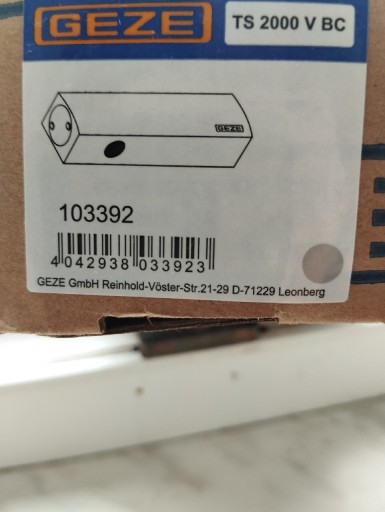 GEZE
TS 2000 V BC
GEZE
103392
4 042938 033923
GEZE GmbH Reinhold-Vöster-Str.21-29 D-71229 Leonberg